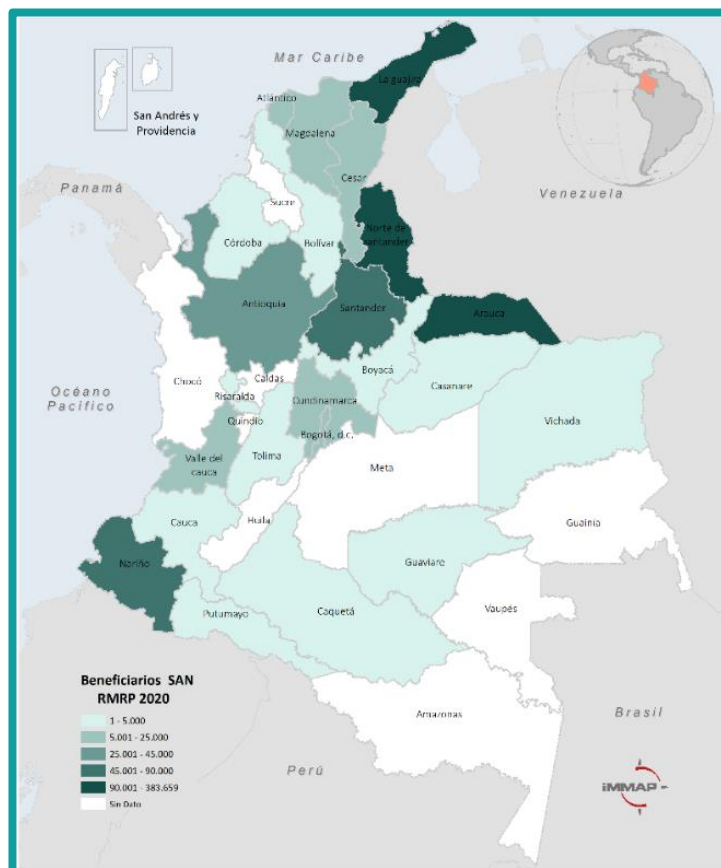 Mar Caribe
San Andrés y
Providencia
La guajira
Atlántico
Magdalena
Cesar
Panamá
Venezuela
Sucre
Norte de
santander
Córdoba
Bolívar
Antioquia
Santander
Arauca
Chocó
Caldas
Boyacá
Casanare
Océano
Pacífico
Risaralda
Cundinamarca
Quindío
Bogotá, d.c.
Vichada
Valle del
cauca
Tolima
Meta
Cauca
Huila
Guainía
Nariño
Guaviare
Putumayo
Caquetá
Vaupés
Beneficiarios SAN
RMRP 2020
1 - 5.000
5.001 - 25.000
25.001 - 45.000
45.001 - 90.000
90.001 - 383.659
Sin Dato
Amazonas
Brasil
Perú
iMMAP